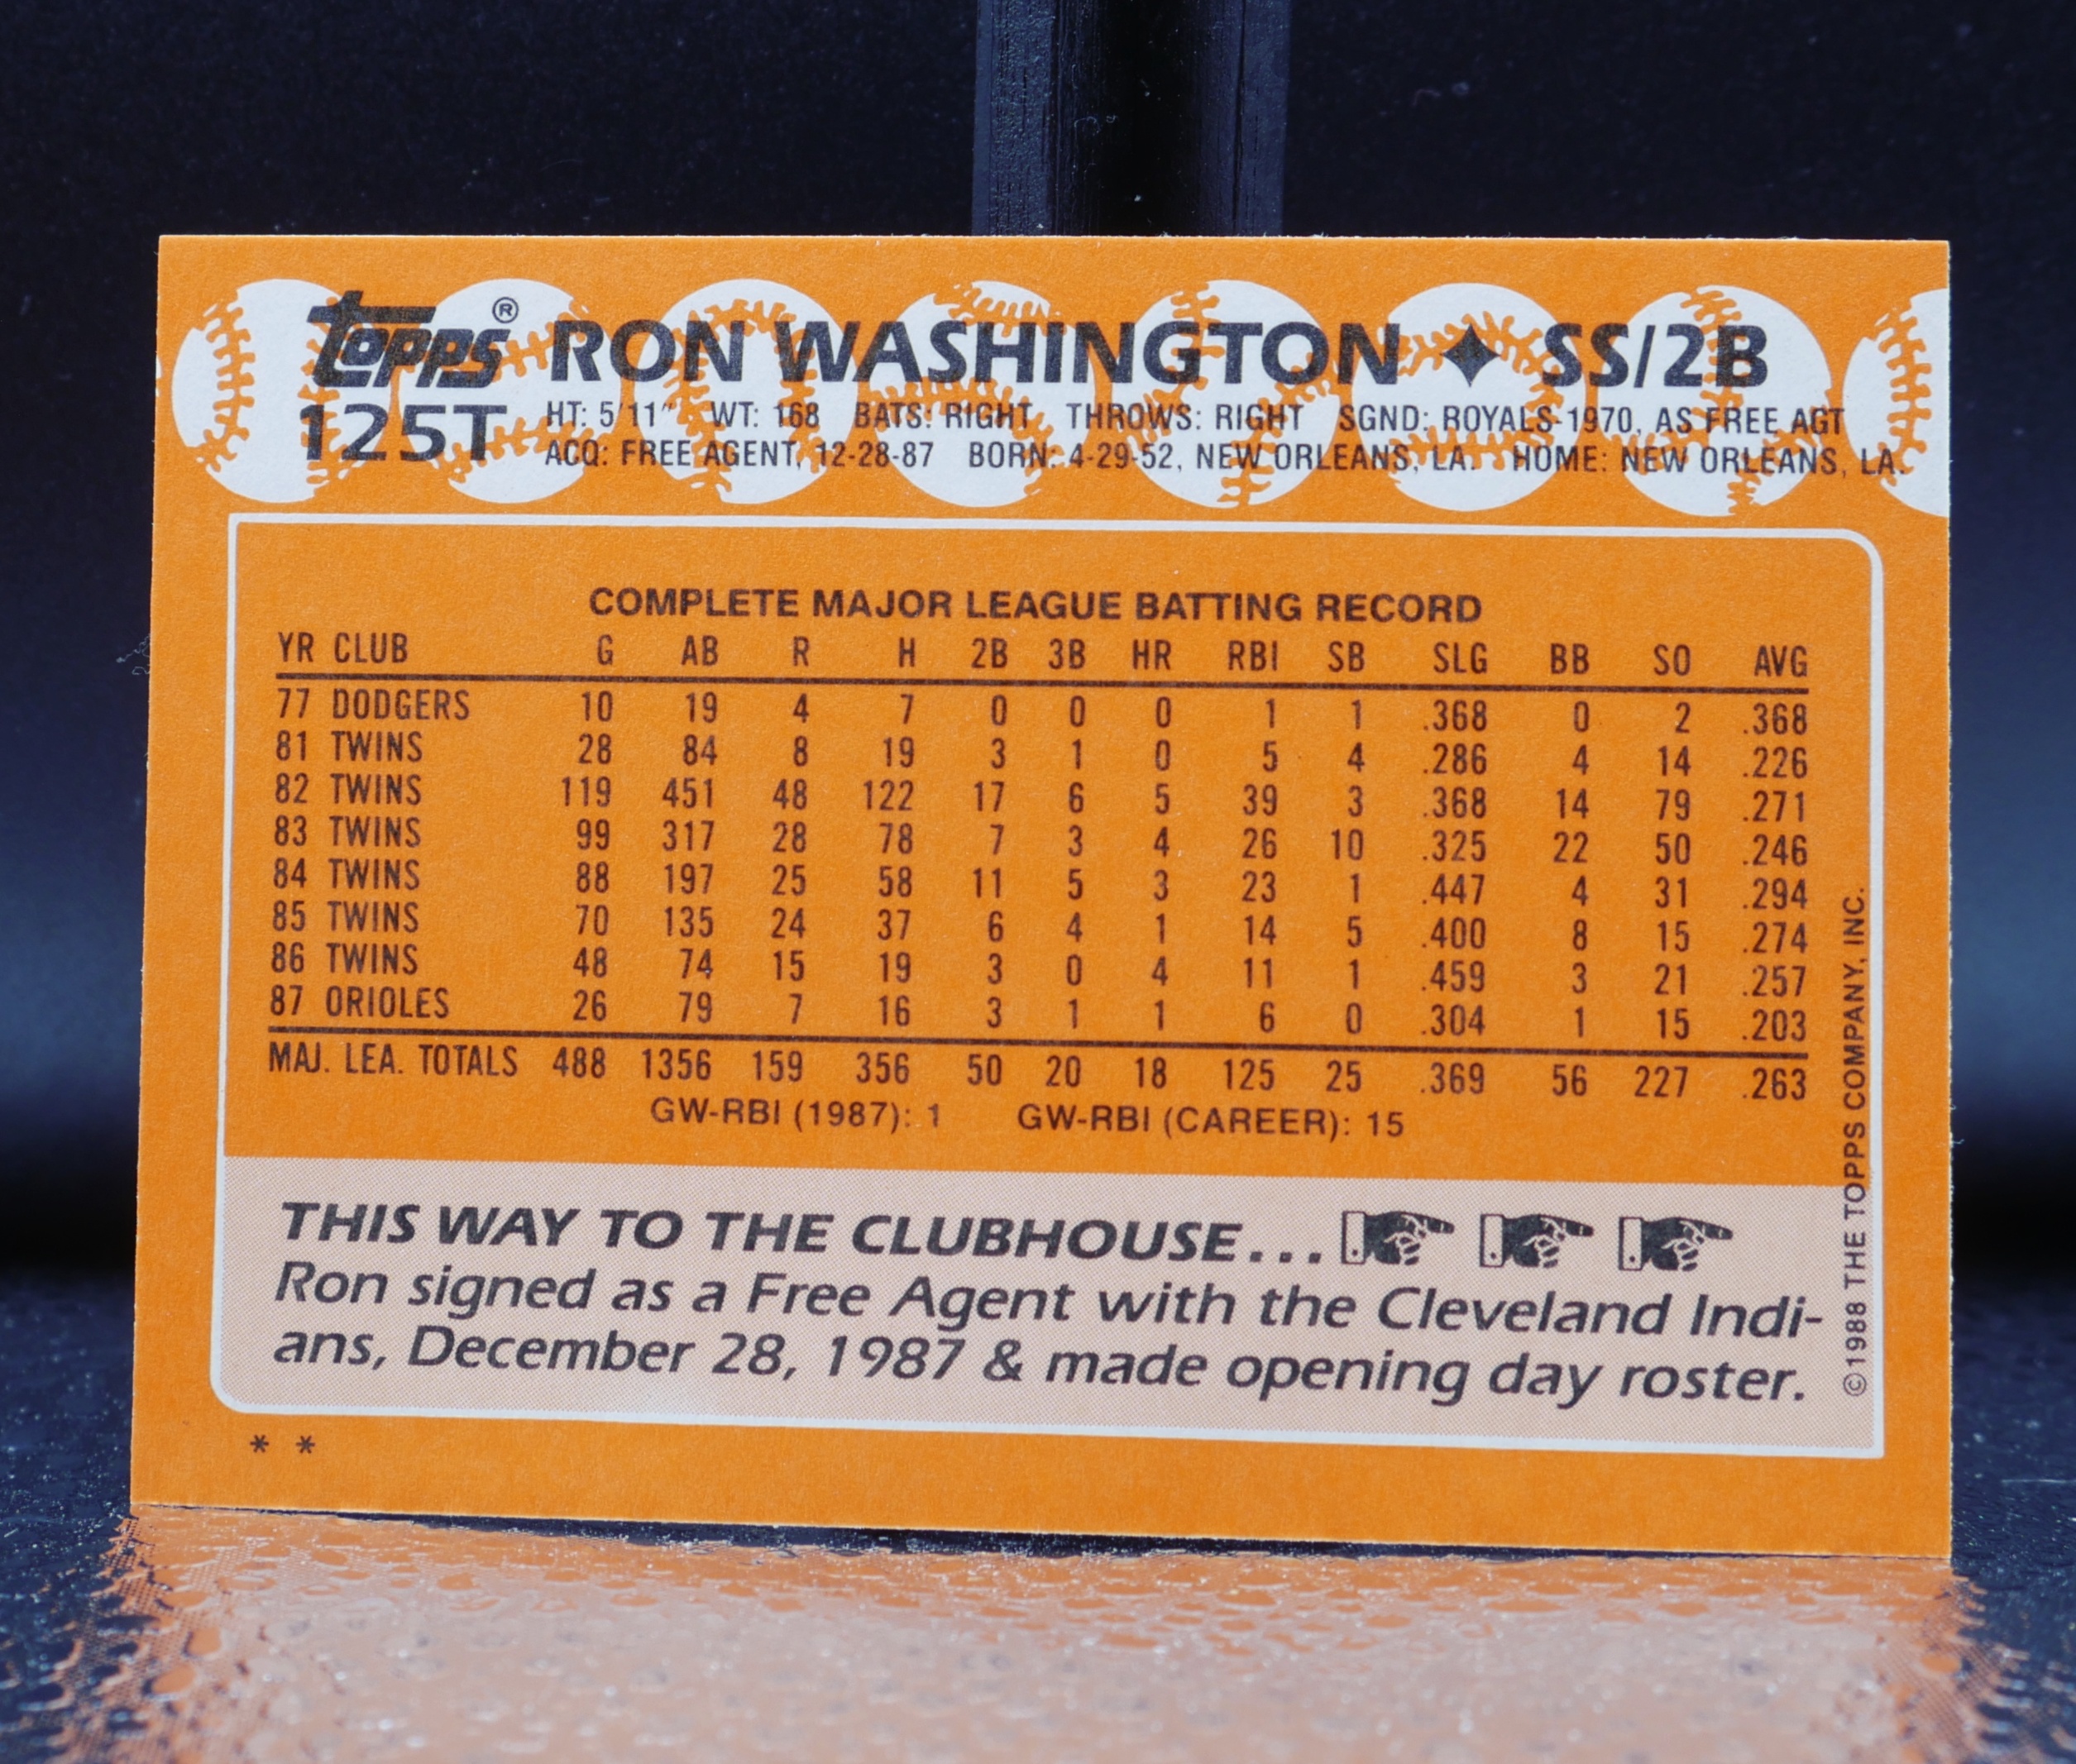 topps® RON WASHINGTON ✦ SS/2B
125T HT: 5'11" WT: 168 BATS: RIGHT THROWS: RIGHT SGND: ROYALS-1970, AS FREE AGT
ACQ: FREE AGENT, 12-28-87 BORN: 4-29-52, NEW ORLEANS, LA. HOME: NEW ORLEANS, LA.
COMPLETE MAJOR LEAGUE BATTING RECORD
YR CLUB G AB R H 2B 3B HR RBI SB SLG BB SO AVG
77 DODGERS 10 19 4 7 0 0 0 1 1 .368 0 2 .368
81 TWINS 28 84 8 19 3 1 0 5 4 .286 4 14 .226
82 TWINS 119 451 48 122 17 6 5 39 3 .368 14 79 .271
83 TWINS 99 317 28 78 7 3 4 26 10 .325 22 50 .246
84 TWINS 88 197 25 58 11 5 3 23 1 .447 4 31 .294
85 TWINS 70 135 24 37 6 4 1 14 5 .400 8 15 .274
86 TWINS 48 74 15 19 3 0 4 11 1 .459 3 21 .257
87 ORIOLES 26 79 7 16 3 1 1 6 0 .304 1 15 .203
MAJ. LEA. TOTALS 488 1356 159 356 50 20 18 125 25 .369 56 227 .263
GW-RBI (1987): 1 GW-RBI (CAREER): 15
THIS WAY TO THE CLUBHOUSE...
Ron signed as a Free Agent with the Cleveland Indi-
ans, December 28, 1987 & made opening day roster.
* *
©1988 THE TOPPS COMPANY, INC.